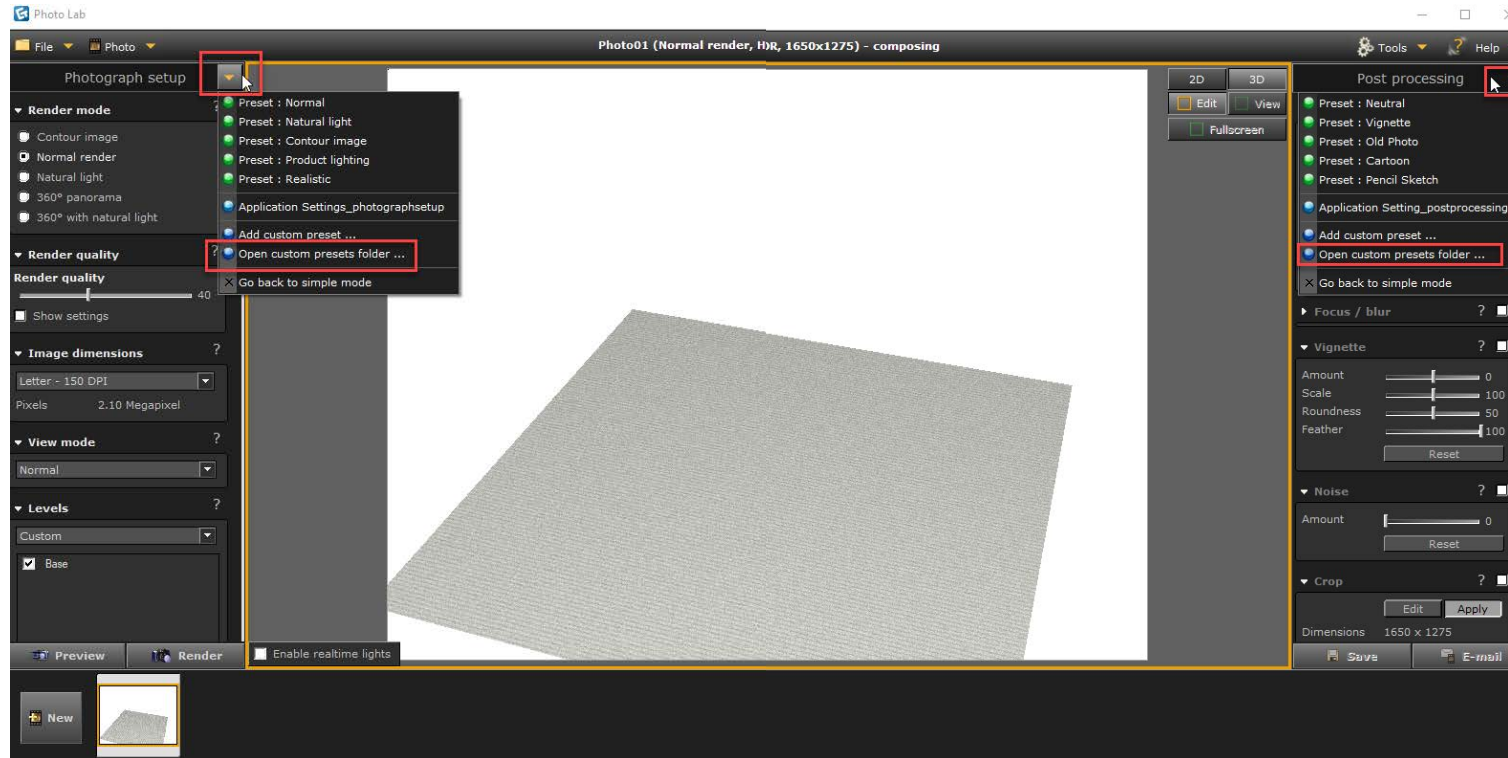 Photo Lab
File
Photo
Photo01 (Normal render, HDR, 1650x1275) - composing
Tools
Help
Photograph setup
Render mode
Contour image
Normal render
Natural light
360° panorama
360° with natural light
Render quality
?
Render quality
40
Show settings
Image dimensions
?
Letter - 150 DPI
Pixels 2.10 Megapixel
View mode
?
Normal
Levels
?
Custom
Base
Preview
Render
Preset : Normal
Preset : Natural light
Preset : Contour image
Preset : Product lighting
Preset : Realistic
Application Settings_photographsetup
Add custom preset ...
Open custom presets folder ...
Go back to simple mode
2D
3D
Edit
View
Fullscreen
Enable realtime lights
Post processing
Preset : Neutral
Preset : Vignette
Preset : Old Photo
Preset : Cartoon
Preset : Pencil Sketch
Application Setting_postprocessing
Add custom preset ...
Open custom presets folder ...
Go back to simple mode
Focus / blur
?
Vignette
?
Amount 0
Scale 100
Roundness 50
Feather 100
Reset
Noise
?
Amount 0
Reset
Crop
?
Edit
Apply
Dimensions 1650 x 1275
Save
E-mail
New